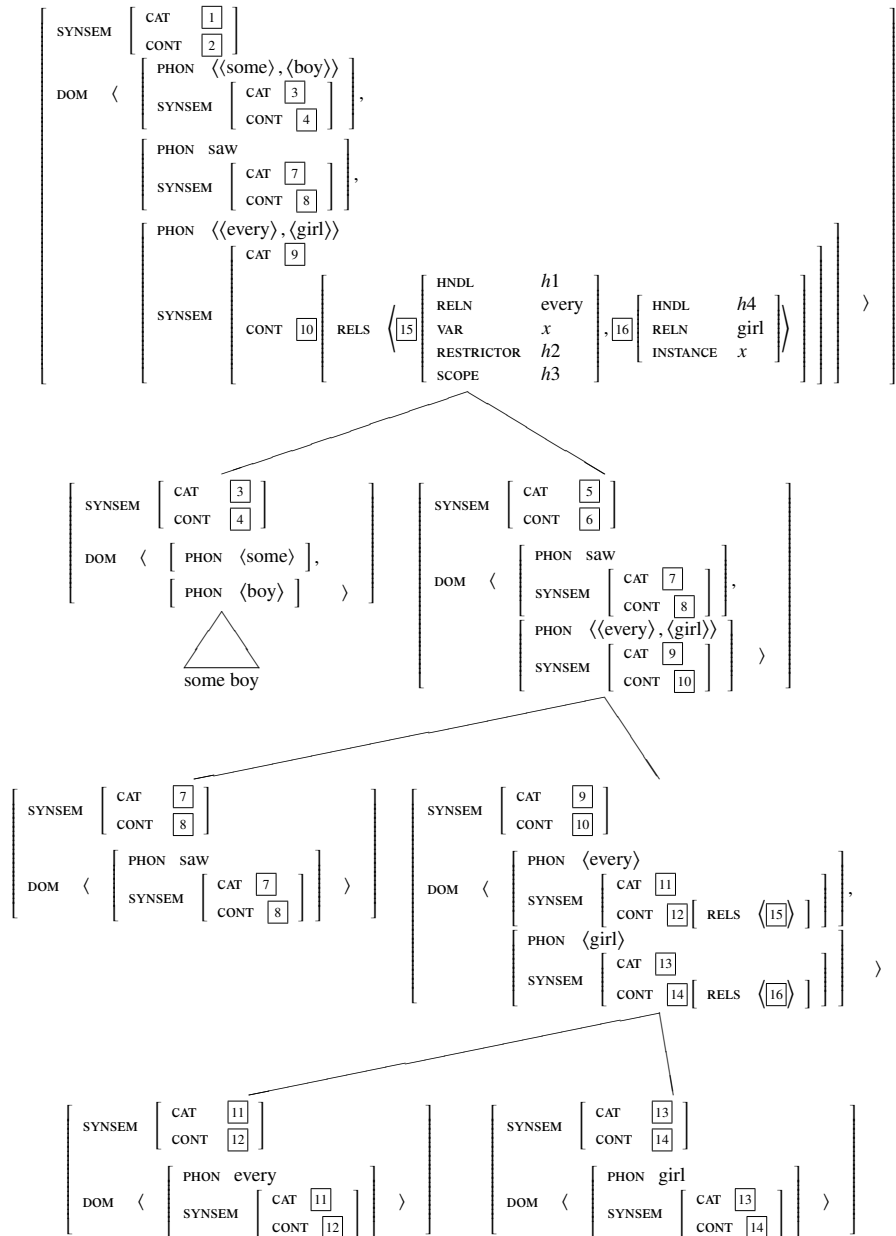 SYNSEM [ CAT [1]
CONT [2] ]
DOM ⟨ [ PHON ⟨⟨some⟩, ⟨boy⟩⟩
SYNSEM [ CAT [3]
CONT [4] ] ],
[ PHON saw
SYNSEM [ CAT [7]
CONT [8] ] ],
[ PHON ⟨⟨every⟩, ⟨girl⟩⟩
CAT [9]
HNDL h1
RELN every HNDL h4
SYNSEM CONT [10] RELS ⟨ [15] VAR x , [16] RELN girl ⟩ ⟩
RESTRICTOR h2 INSTANCE x
SCOPE h3
SYNSEM [ CAT [3]
CONT [4] ]
DOM ⟨ [ PHON ⟨some⟩ ],
[ PHON ⟨boy⟩ ] ⟩
some boy
SYNSEM [ CAT [5]
CONT [6] ]
DOM ⟨ [ PHON saw
SYNSEM [ CAT [7]
CONT [8] ] ],
[ PHON ⟨⟨every⟩, ⟨girl⟩⟩
SYNSEM [ CAT [9]
CONT [10] ] ] ⟩
SYNSEM [ CAT [7]
CONT [8] ]
DOM ⟨ [ PHON saw
SYNSEM [ CAT [7]
CONT [8] ] ] ⟩
SYNSEM [ CAT [9]
CONT [10] ]
DOM ⟨ [ PHON ⟨every⟩
SYNSEM [ CAT [11]
CONT [12] [ RELS ⟨[15]⟩ ] ] ],
[ PHON ⟨girl⟩
SYNSEM [ CAT [13]
CONT [14] [ RELS ⟨[16]⟩ ] ] ] ⟩
SYNSEM [ CAT [11]
CONT [12] ]
DOM ⟨ [ PHON every
SYNSEM [ CAT [11]
CONT [12] ] ] ⟩
SYNSEM [ CAT [13]
CONT [14] ]
DOM ⟨ [ PHON girl
SYNSEM [ CAT [13]
CONT [14] ] ] ⟩